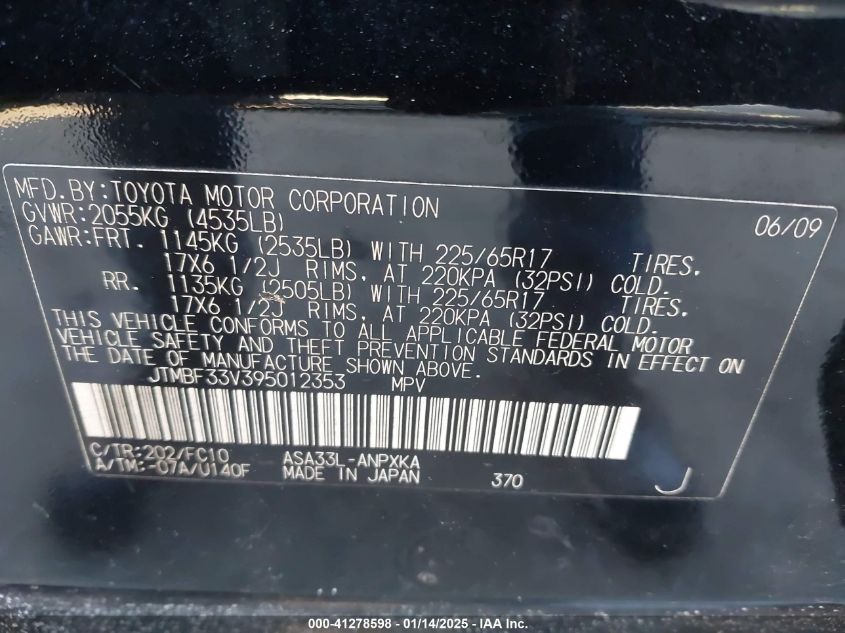 MFD.BY:TOYOTA MOTOR CORPORATION 06/09
GVWR:2055KG (4535LB)
GAWR:FRT. 1145KG (2535LB) WITH 225/65R17 TIRES.
17X6 1/2J RIMS, AT 220KPA (32PSI) COLD.
RR. 1135KG (2505LB) WITH 225/65R17 TIRES.
17X6 1/2J RIMS, AT 220KPA (32PSI) COLD.
THIS VEHICLE CONFORMS TO ALL APPLICABLE FEDERAL MOTOR
VEHICLE SAFETY AND THEFT PREVENTION STANDARDS IN EFFECT ON
THE DATE OF MANUFACTURE SHOWN ABOVE.
JTMBF33V395012353 MPV
C/TR:202/FC10 ASA33L-ANPXKA
A/TM:-07A/U140F MADE IN JAPAN 370 J
000-41278598 - 01/14/2025 - IAA Inc.